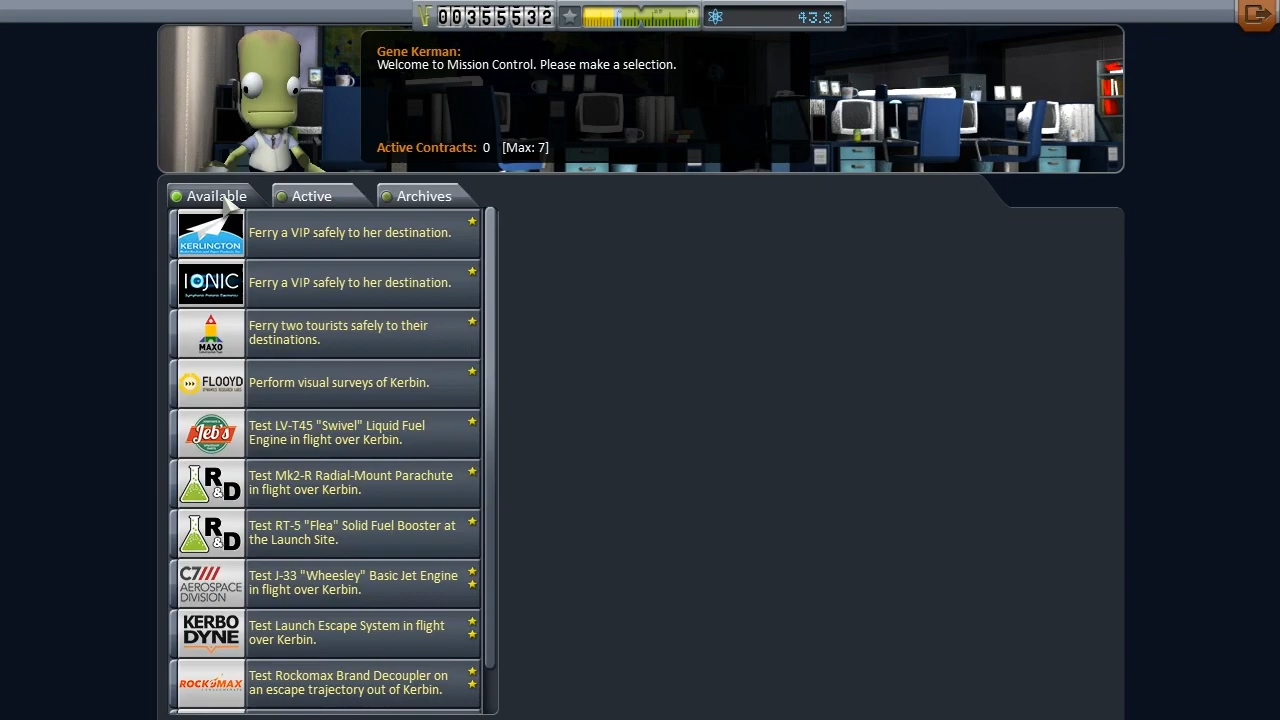 00355532
43.8
Gene Kerman:
Welcome to Mission Control. Please make a selection.
Active Contracts: 0 [Max: 7]
Available
Active
Archives
KERLINGTON
Ferry a VIP safely to her destination.
IONIC
Ferry a VIP safely to her destination.
MAXO
Ferry two tourists safely to their
destinations.
FLOOYD
Perform visual surveys of Kerbin.
Jeb's
Test LV-T45 "Swivel" Liquid Fuel
Engine in flight over Kerbin.
R&D
Test Mk2-R Radial-Mount Parachute
in flight over Kerbin.
R&D
Test RT-5 "Flea" Solid Fuel Booster at
the Launch Site.
C7///
AEROSPACE
DIVISION
Test J-33 "Wheesley" Basic Jet Engine
in flight over Kerbin.
KERBO
DYNE
Test Launch Escape System in flight
over Kerbin.
ROCKOMAX
Test Rockomax Brand Decoupler on
an escape trajectory out of Kerbin.